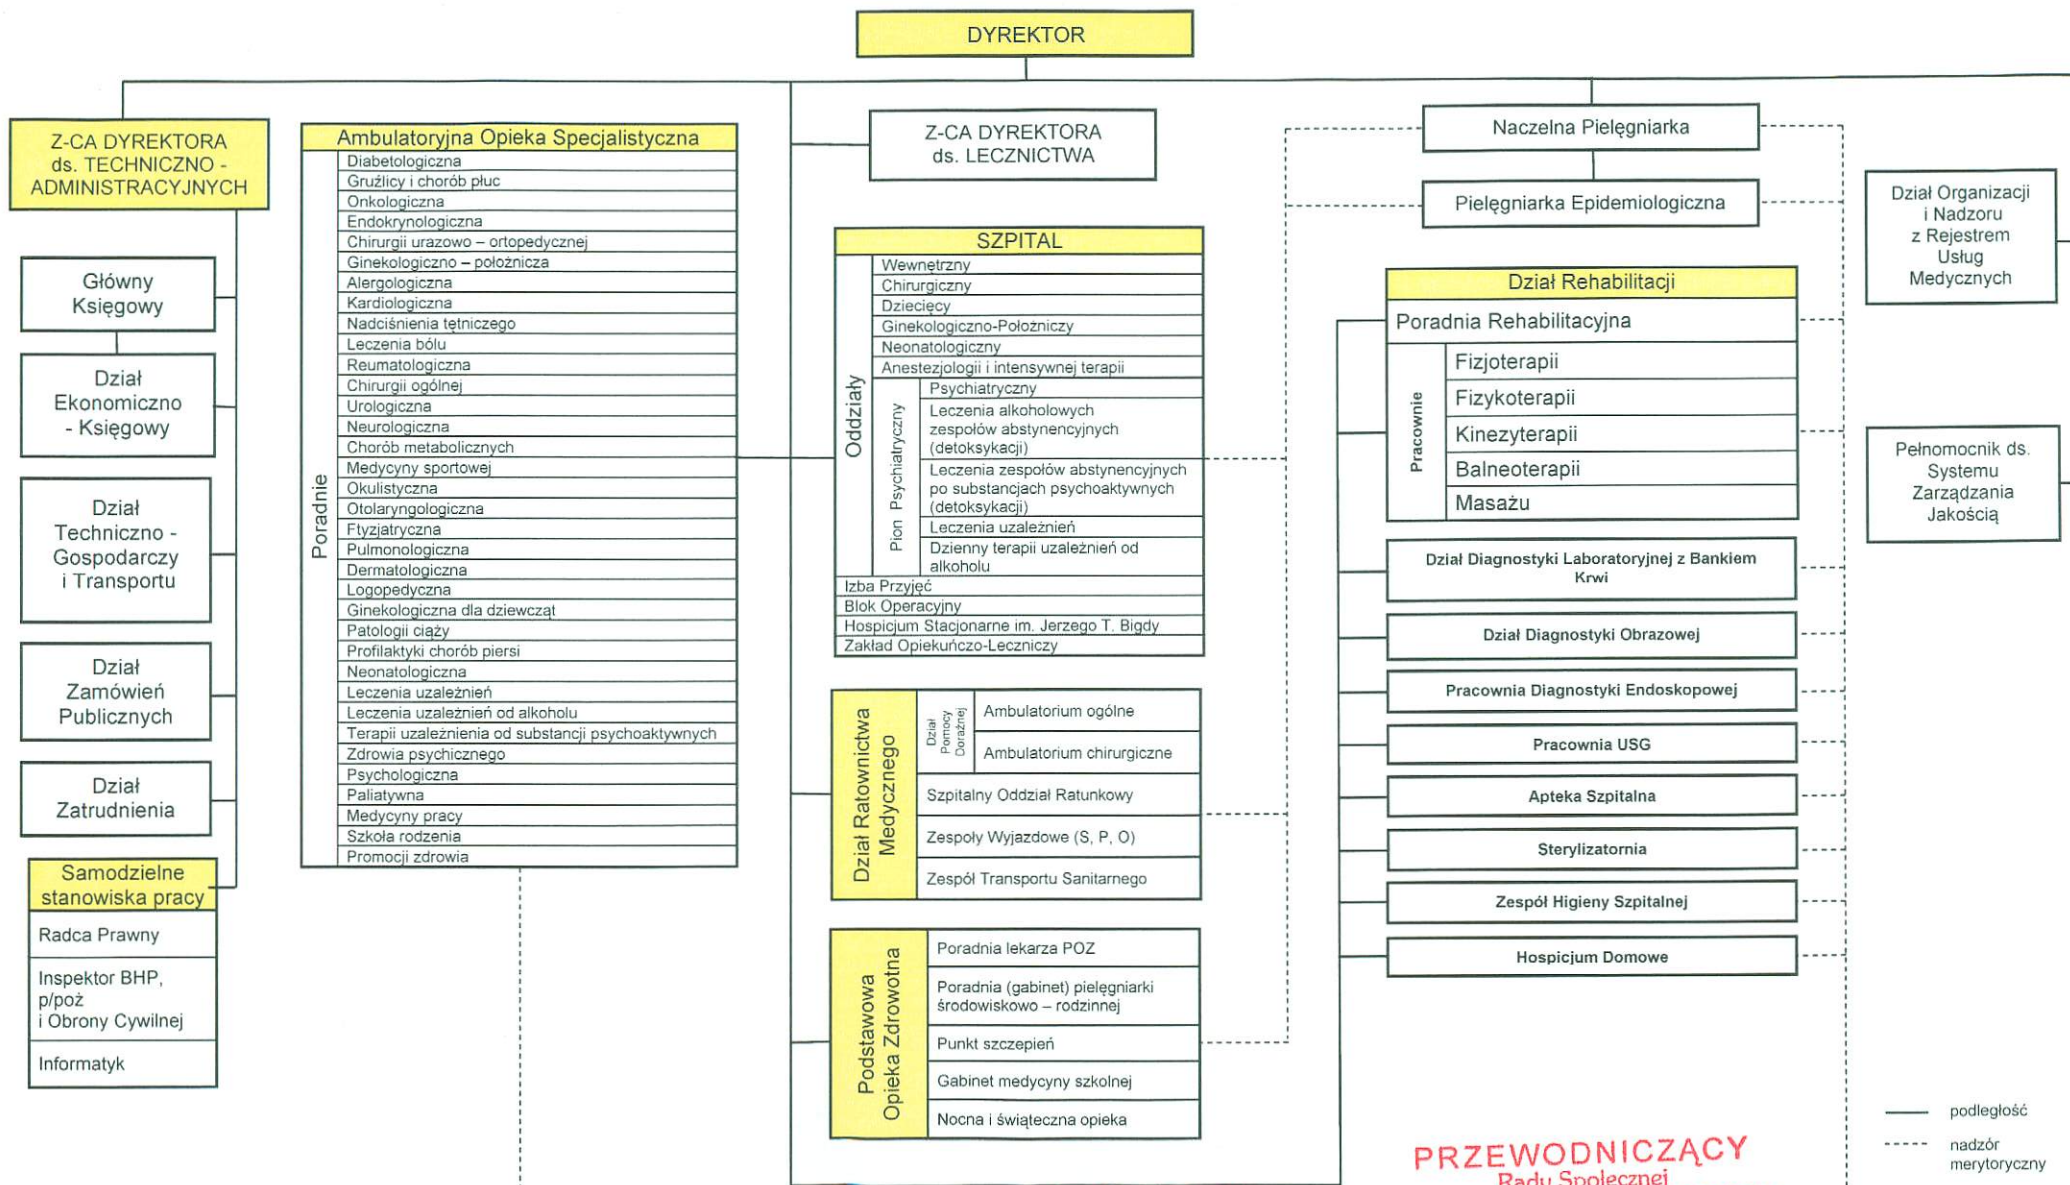 DYREKTOR
Z-CA DYREKTORA
ds. TECHNICZNO -
ADMINISTRACYJNYCH
Główny
Księgowy
Dział
Ekonomiczno
- Księgowy
Dział
Techniczno -
Gospodarczy
i Transportu
Dział
Zamówień
Publicznych
Dział
Zatrudnienia
Samodzielne
stanowiska pracy
Radca Prawny
Inspektor BHP,
p/poż
i Obrony Cywilnej
Informatyk
Ambulatoryjna Opieka Specjalistyczna
Poradnie
Diabetologiczna
Gruźlicy i chorób płuc
Onkologiczna
Endokrynologiczna
Chirurgii urazowo – ortopedycznej
Ginekologiczno – położnicza
Alergologiczna
Kardiologiczna
Nadciśnienia tętniczego
Leczenia bólu
Reumatologiczna
Chirurgii ogólnej
Urologiczna
Neurologiczna
Chorób metabolicznych
Medycyny sportowej
Okulistyczna
Otolaryngologiczna
Ftyzjatryczna
Pulmonologiczna
Dermatologiczna
Logopedyczna
Ginekologiczna dla dziewcząt
Patologii ciąży
Profilaktyki chorób piersi
Neonatologiczna
Leczenia uzależnień
Leczenia uzależnień od alkoholu
Terapii uzależnienia od substancji psychoaktywnych
Zdrowia psychicznego
Psychologiczna
Paliatywna
Medycyny pracy
Szkoła rodzenia
Promocji zdrowia
Z-CA DYREKTORA
ds. LECZNICTWA
SZPITAL
Oddziały
Wewnętrzny
Chirurgiczny
Dziecięcy
Ginekologiczno-Położniczy
Neonatologiczny
Anestezjologii i intensywnej terapii
Pion Psychiatryczny
Psychiatryczny
Leczenia alkoholowych
zespołów abstynencyjnych
(detoksykacji)
Leczenia zespołów abstynencyjnych
po substancjach psychoaktywnych
(detoksykacji)
Leczenia uzależnień
Dzienny terapii uzależnień od
alkoholu
Izba Przyjęć
Blok Operacyjny
Hospicjum Stacjonarne im. Jerzego T. Bigdy
Zakład Opiekuńczo-Leczniczy
Dział Ratownictwa
Medycznego
Dział
Pomocy
Doraźnej
Ambulatorium ogólne
Ambulatorium chirurgiczne
Szpitalny Oddział Ratunkowy
Zespoły Wyjazdowe (S, P, O)
Zespół Transportu Sanitarnego
Podstawowa
Opieka Zdrowotna
Poradnia lekarza POZ
Poradnia (gabinet) pielęgniarki
środowiskowo – rodzinnej
Punkt szczepień
Gabinet medycyny szkolnej
Nocna i świąteczna opieka
Naczelna Pielęgniarka
Pielęgniarka Epidemiologiczna
Dział Rehabilitacji
Poradnia Rehabilitacyjna
Pracownie
Fizjoterapii
Fizykoterapii
Kinezyterapii
Balneoterapii
Masażu
Dział Diagnostyki Laboratoryjnej z Bankiem
Krwi
Dział Diagnostyki Obrazowej
Pracownia Diagnostyki Endoskopowej
Pracownia USG
Apteka Szpitalna
Sterylizatornia
Zespół Higieny Szpitalnej
Hospicjum Domowe
Dział Organizacji
i Nadzoru
z Rejestrem
Usług
Medycznych
Pełnomocnik ds.
Systemu
Zarządzania
Jakością
podległość
nadzór
merytoryczny
PRZEWODNICZĄCY
Rady Społecznej